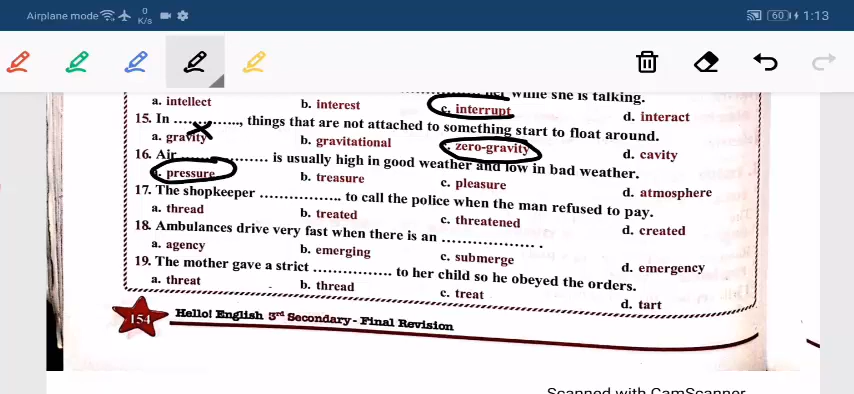 Airplane mode 0 K/s 60 1:13
her while she is talking.
a. intellect b. interest c. interrupt d. interact
15. In ............., things that are not attached to something start to float around.
a. gravity b. gravitational c. zero-gravity d. cavity
16. Air ................. is usually high in good weather and low in bad weather.
a. pressure b. treasure c. pleasure d. atmosphere
17. The shopkeeper ................. to call the police when the man refused to pay.
a. thread b. treated c. threatened d. created
18. Ambulances drive very fast when there is an ................... .
a. agency b. emerging c. submerge d. emergency
19. The mother gave a strict ................ to her child so he obeyed the orders.
a. threat b. thread c. treat d. tart
154 Hello! English 3rd Secondary - Final Revision
Scanned with CamScanner